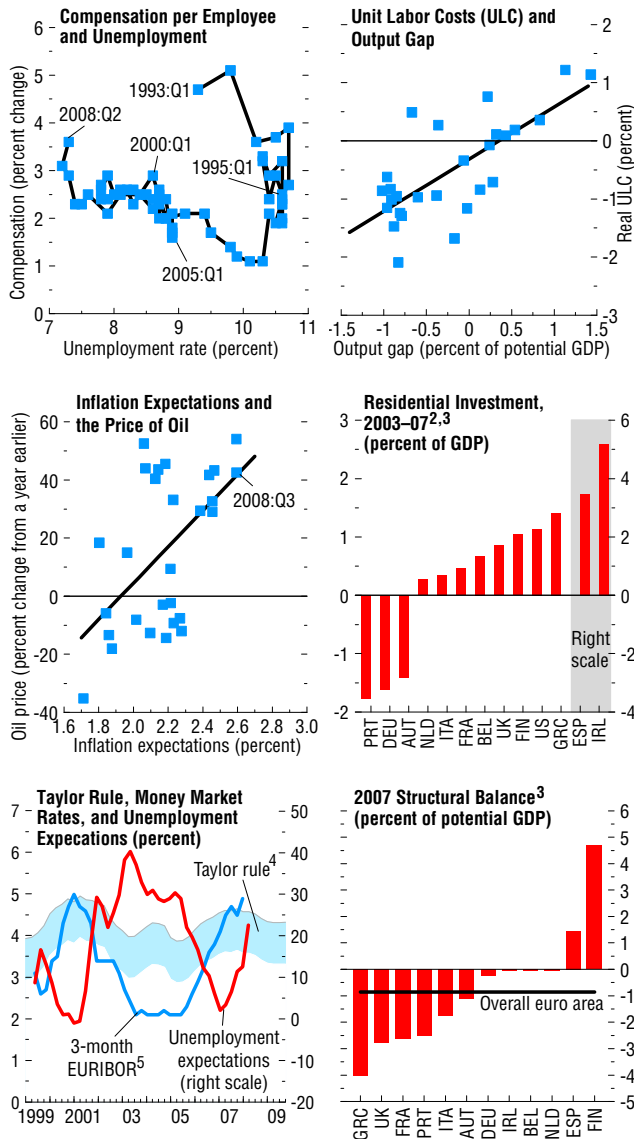 Compensation per Employee
and Unemployment
Compensation (percent change)
6
5
4
3
2
1
0
1993:Q1
2008:Q2
2000:Q1
1995:Q1
2005:Q1
7
8
9
10
11
Unemployment rate (percent)
Unit Labor Costs (ULC) and
Output Gap
2
1
0
-1
-2
-3
Real ULC (percent)
-1.5
-1
-0.5
0
0.5
1
1.5
Output gap (percent of potential GDP)
Inflation Expectations and
the Price of Oil
Oil price (percent change from a year earlier)
60
40
20
0
-20
-40
2008:Q3
1.6
1.8
2.0
2.2
2.4
2.6
2.8
3.0
Inflation expectations (percent)
Residential Investment,
2003–07²,³
(percent of GDP)
3
2
1
0
-1
-2
6
4
2
0
-2
-4
Right
scale
PRT
DEU
AUT
NLD
ITA
FRA
BEL
UK
FIN
US
GRC
ESP
IRL
Taylor Rule, Money Market
Rates, and Unemployment
Expecations (percent)
7
6
5
4
3
2
1
0
50
40
30
20
10
0
-10
-20
Taylor rule⁴
3-month
EURIBOR⁵
Unemployment
expectations
(right scale)
1999
2001
03
05
07
09
2007 Structural Balance³
(percent of potential GDP)
6
5
4
3
2
1
0
-1
-2
-3
-4
-5
Overall euro area
GRC
UK
FRA
PRT
ITA
AUT
DEU
IRL
BEL
NLD
ESP
FIN